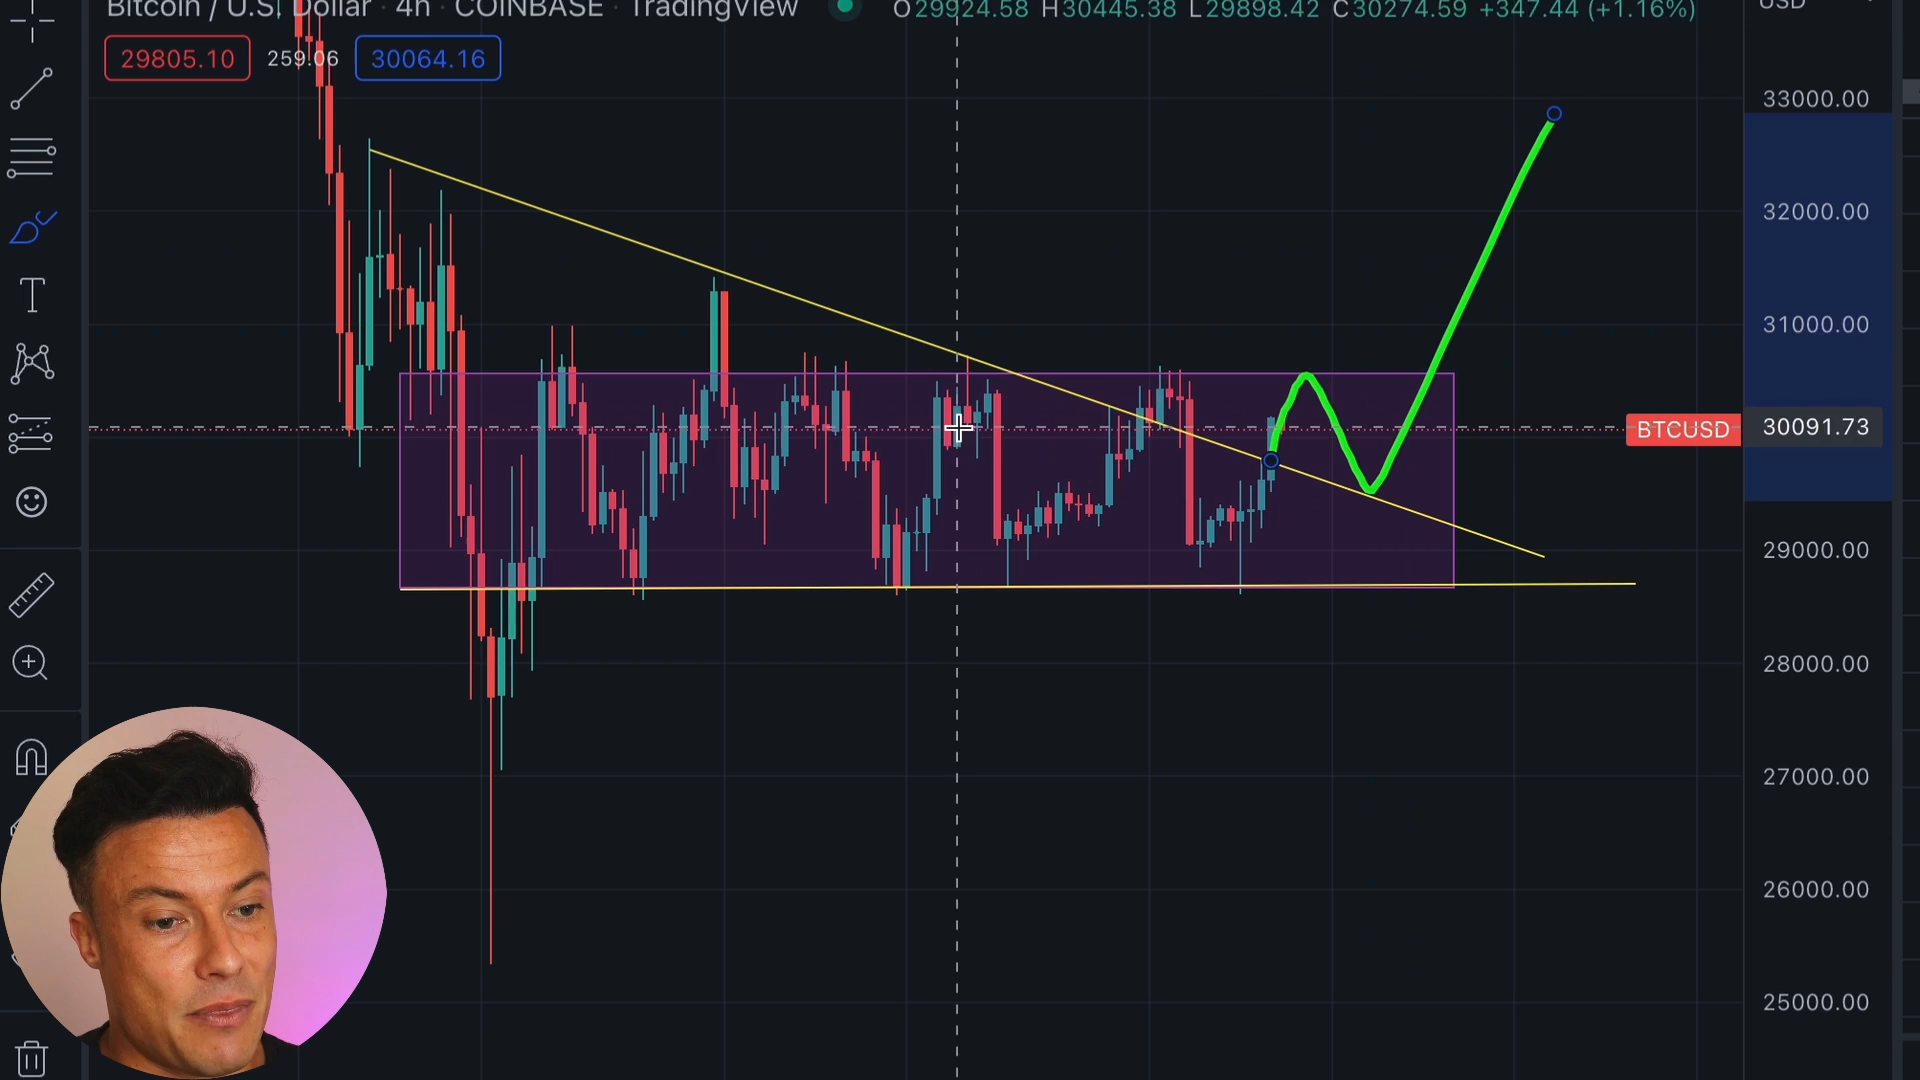 Bitcoin / U.S. Dollar · 4h · COINBASE · TradingView O29924.58 H30445.38 L29898.42 C30274.59 +347.44 (+1.16%)
USD
29805.10 259.06 30064.16
33000.00
32000.00
31000.00
BTCUSD 30091.73
29000.00
28000.00
27000.00
26000.00
25000.00
T